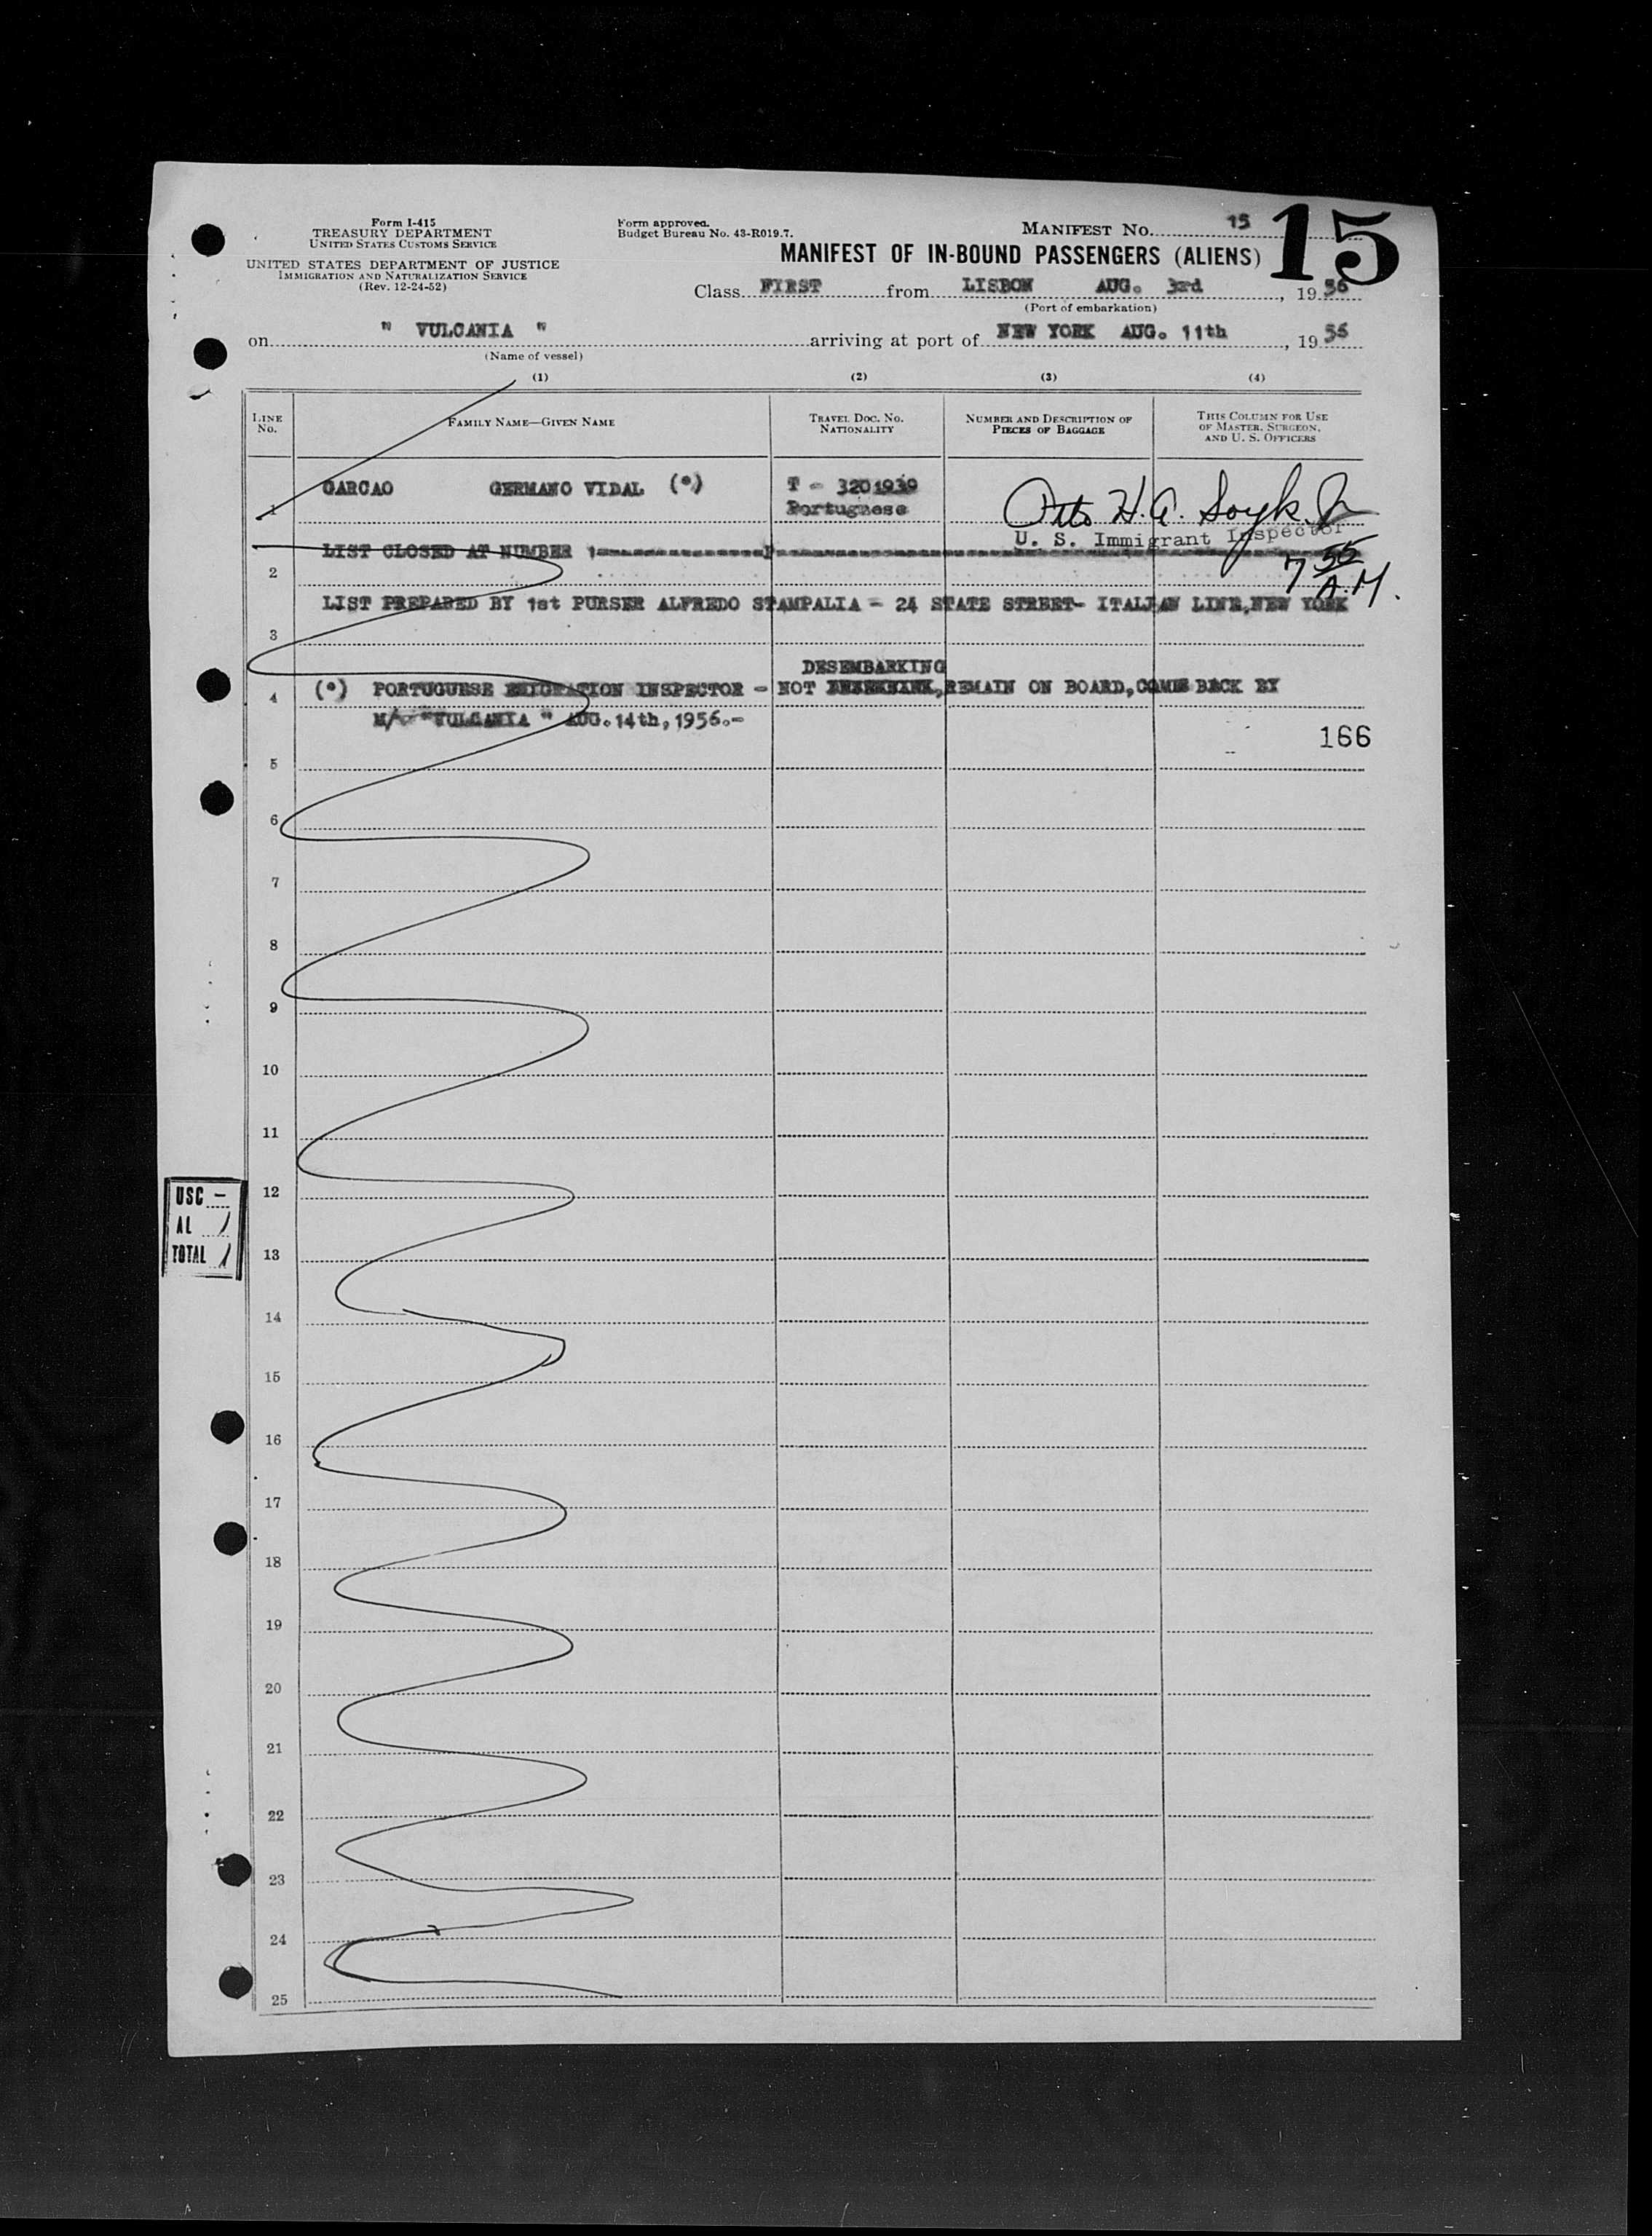 Form I-415
TREASURY DEPARTMENT
UNITED STATES CUSTOMS SERVICE
UNITED STATES DEPARTMENT OF JUSTICE
IMMIGRATION AND NATURALIZATION SERVICE
(Rev. 12-24-52)
Form approved.
Budget Bureau No. 43-R019.7.
MANIFEST NO. 15
15
MANIFEST OF IN-BOUND PASSENGERS (ALIENS)
Class FIRST from LISBON AUG. 3rd, 1956
(Port of embarkation)
on " VULCANIA " arriving at port of NEW YORK AUG. 11th, 1956
(Name of vessel)
(1) (2) (3) (4)
LINE No. FAMILY NAME—GIVEN NAME TRAVEL DOC. NO. NATIONALITY NUMBER AND DESCRIPTION OF PIECES OF BAGGAGE THIS COLUMN FOR USE OF MASTER, SURGEON, AND U. S. OFFICERS
1 GARCAO GERMANO VIDAL (°) T - 3201939 Otto H.A. Soyk Jr
Portuguese
U. S. Immigrant Inspector
LIST CLOSED AT NUMBER 1
7 55 A.M.
2
LIST PREPARED BY 1st PURSER ALFREDO STAMPALIA - 24 STATE STREET- ITALIAN LINE, NEW YORK
3
DESEMBARKING
4 (°) PORTUGUESE EMIGRATION INSPECTOR - NOT REMAIN ON BOARD, COME BACK BY
M/V "VULCANIA " AUG.14th, 1956.-
166
5
6
7
8
9
10
11
12
USC -
AL 1
TOTAL 1
13
14
15
16
17
18
19
20
21
22
23
24
25